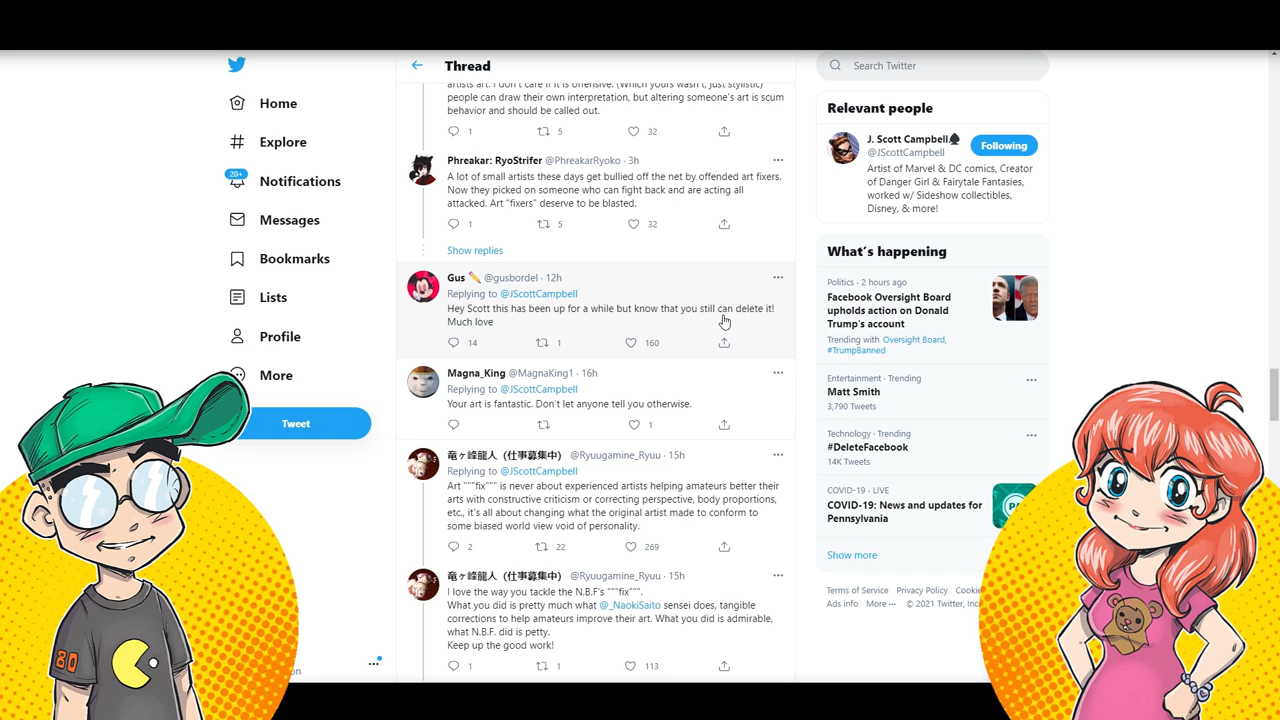 Home
Explore
20+
Notifications
Messages
Bookmarks
Lists
Profile
More
Tweet
80
Thread
artists art. I don't care if it is offensive. (Which yours wasn't, just stylistic)
people can draw their own interpretation, but altering someone's art is scum
behavior and should be called out.
1 5 32
Phreakar: RyoStrifer @PhreakarRyoko · 3h
A lot of small artists these days get bullied off the net by offended art fixers.
Now they picked on someone who can fight back and are acting all
attacked. Art "fixers" deserve to be blasted.
1 5 32
Show replies
Gus ✏️ @gusbordel · 12h
Replying to @JScottCampbell
Hey Scott this has been up for a while but know that you still can delete it!
Much love
14 1 160
Magna_King @MagnaKing1 · 16h
Replying to @JScottCampbell
Your art is fantastic. Don't let anyone tell you otherwise.
1
竜ヶ峰龍人（仕事募集中） @Ryuugamine_Ryuu · 15h
Replying to @JScottCampbell
Art """fix""" is never about experienced artists helping amateurs better their
arts with constructive criticism or correcting perspective, body proportions,
etc., it's all about changing what the original artist made to conform to
some biased world view void of personality.
2 22 269
竜ヶ峰龍人（仕事募集中） @Ryuugamine_Ryuu · 15h
I love the way you tackle the N.B.F's """fix""".
What you did is pretty much what @_NaokiSaito sensei does, tangible
corrections to help amateurs improve their art. What you did is admirable,
what N.B.F. did is petty.
Keep up the good work!
1 1 113
Search Twitter
Relevant people
J. Scott Campbell♠
@JScottCampbell
Following
Artist of Marvel & DC comics, Creator
of Danger Girl & Fairytale Fantasies,
worked w/ Sideshow collectibles,
Disney, & more!
What's happening
Politics · 2 hours ago
Facebook Oversight Board
upholds action on Donald
Trump's account
Trending with Oversight Board,
#TrumpBanned
Entertainment · Trending
Matt Smith
3,790 Tweets
Technology · Trending
#DeleteFacebook
14K Tweets
COVID-19 · LIVE
COVID-19: News and updates for
Pennsylvania
Show more
Terms of Service Privacy Policy Cookie
Ads info More ··· © 2021 Twitter, Inc